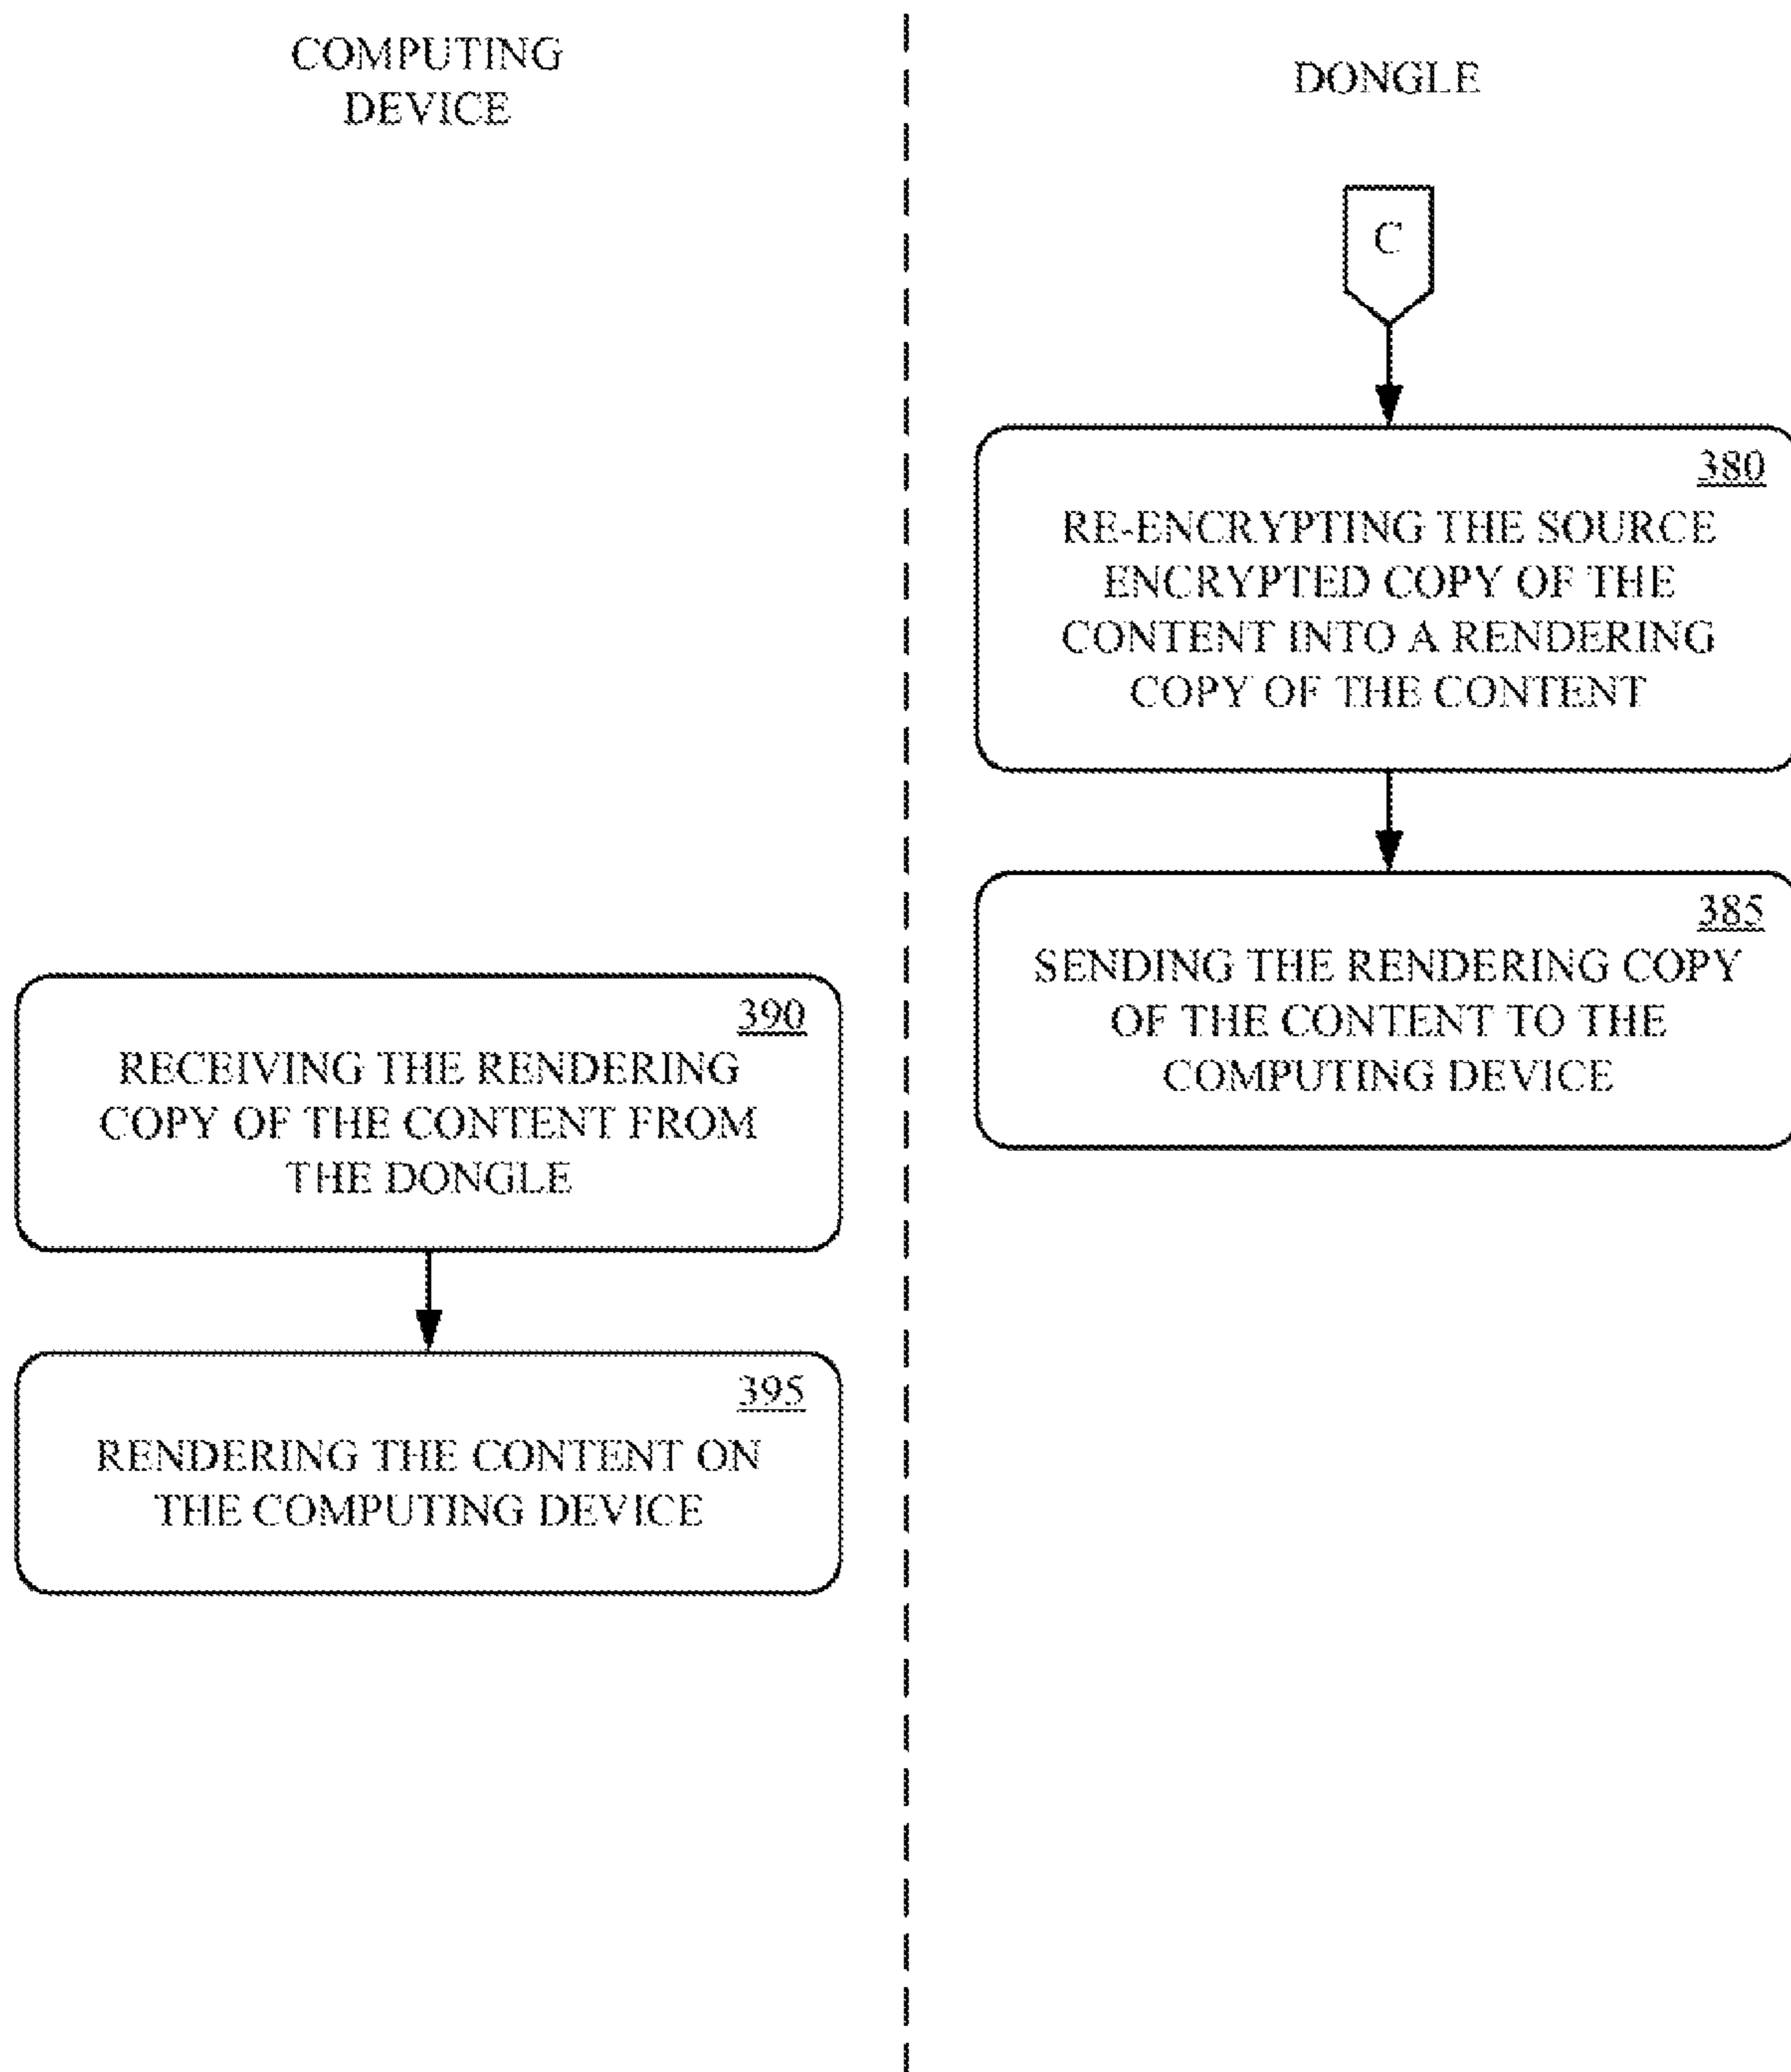 COMPUTING
DEVICE
DONGLE
C
380
RE-ENCRYPTING THE SOURCE
ENCRYPTED COPY OF THE
CONTENT INTO A RENDERING
COPY OF THE CONTENT
385
SENDING THE RENDERING COPY
OF THE CONTENT TO THE
COMPUTING DEVICE
390
RECEIVING THE RENDERING
COPY OF THE CONTENT FROM
THE DONGLE
395
RENDERING THE CONTENT ON
THE COMPUTING DEVICE